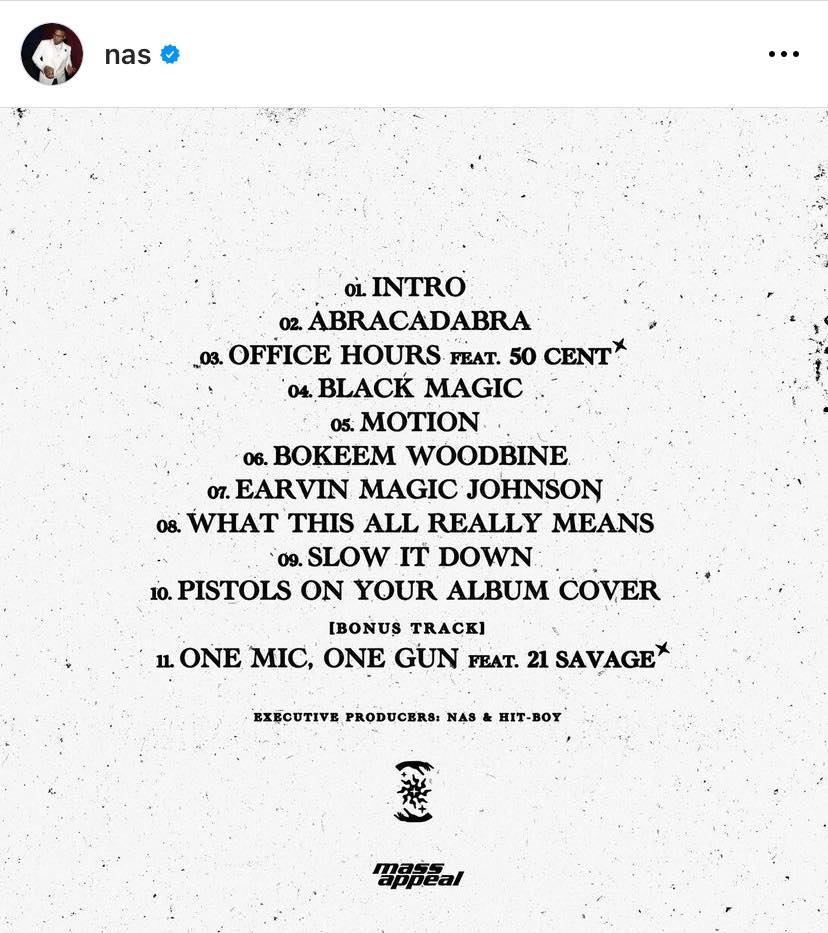 nas
01. INTRO
02. ABRACADABRA
03. OFFICE HOURS FEAT. 50 CENT
04. BLACK MAGIC
05. MOTION
06. BOKEEM WOODBINE
07. EARVIN MAGIC JOHNSON
08. WHAT THIS ALL REALLY MEANS
09. SLOW IT DOWN
10. PISTOLS ON YOUR ALBUM COVER
[BONUS TRACK]
11. ONE MIC, ONE GUN FEAT. 21 SAVAGE
EXECUTIVE PRODUCERS: NAS & HIT-BOY
mass
appeal